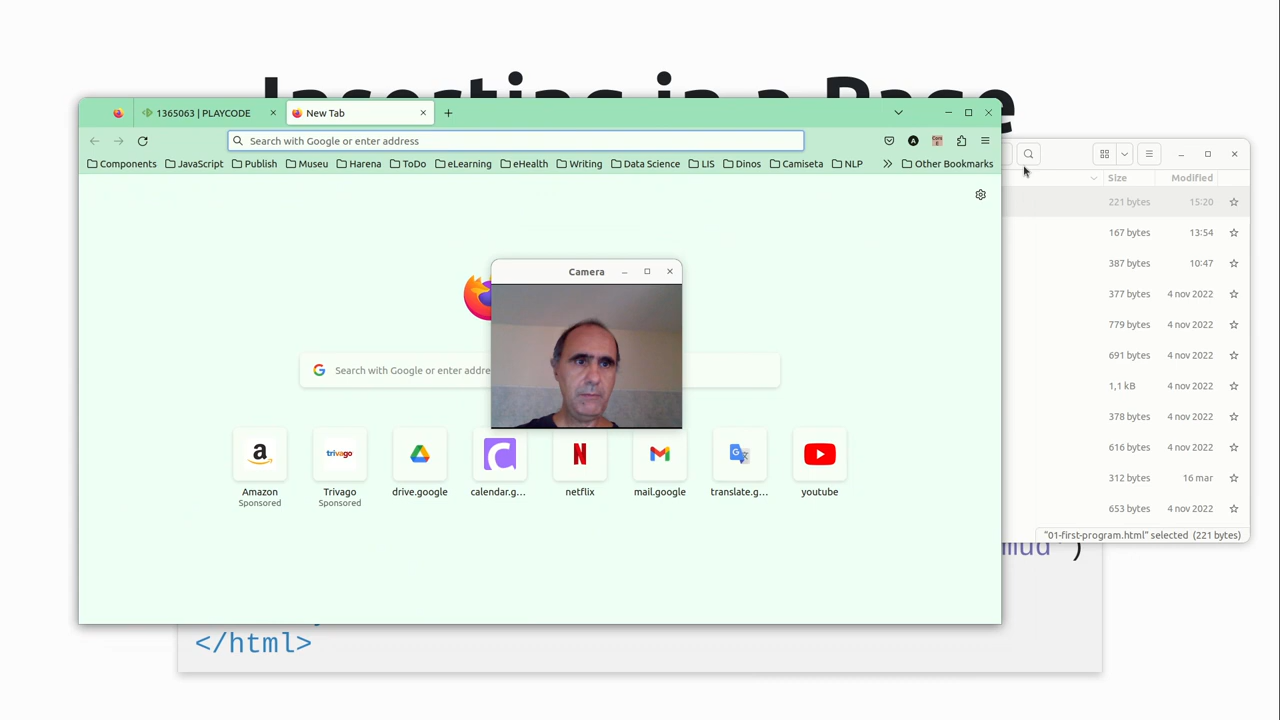 Inserting in a Page
1365063 | PLAYCODE
New Tab
Search with Google or enter address
Components JavaScript Publish Museu Harena ToDo eLearning eHealth Writing Data Science LIS Dinos Camiseta NLP Other Bookmarks
Size Modified
221 bytes 15:20
167 bytes 13:54
387 bytes 10:47
377 bytes 4 nov 2022
779 bytes 4 nov 2022
691 bytes 4 nov 2022
1,1 kB 4 nov 2022
378 bytes 4 nov 2022
616 bytes 4 nov 2022
312 bytes 16 mar
653 bytes 4 nov 2022
"01-first-program.html" selected (221 bytes)
Camera
Search with Google or enter addre
a trivago C N
Amazon Trivago drive.google calendar.g... netflix mail.google translate.g... youtube
Sponsored Sponsored
mud")
</html>